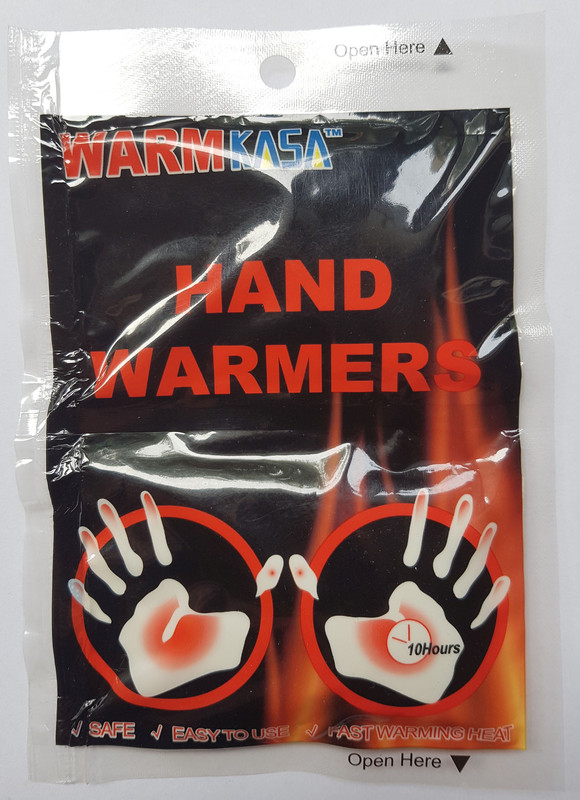 Open Here ▲
WARMKASA™
HAND
WARMERS
10Hours
√ SAFE √ EASY TO USE √ FAST WARMING HEAT
Open Here ▼